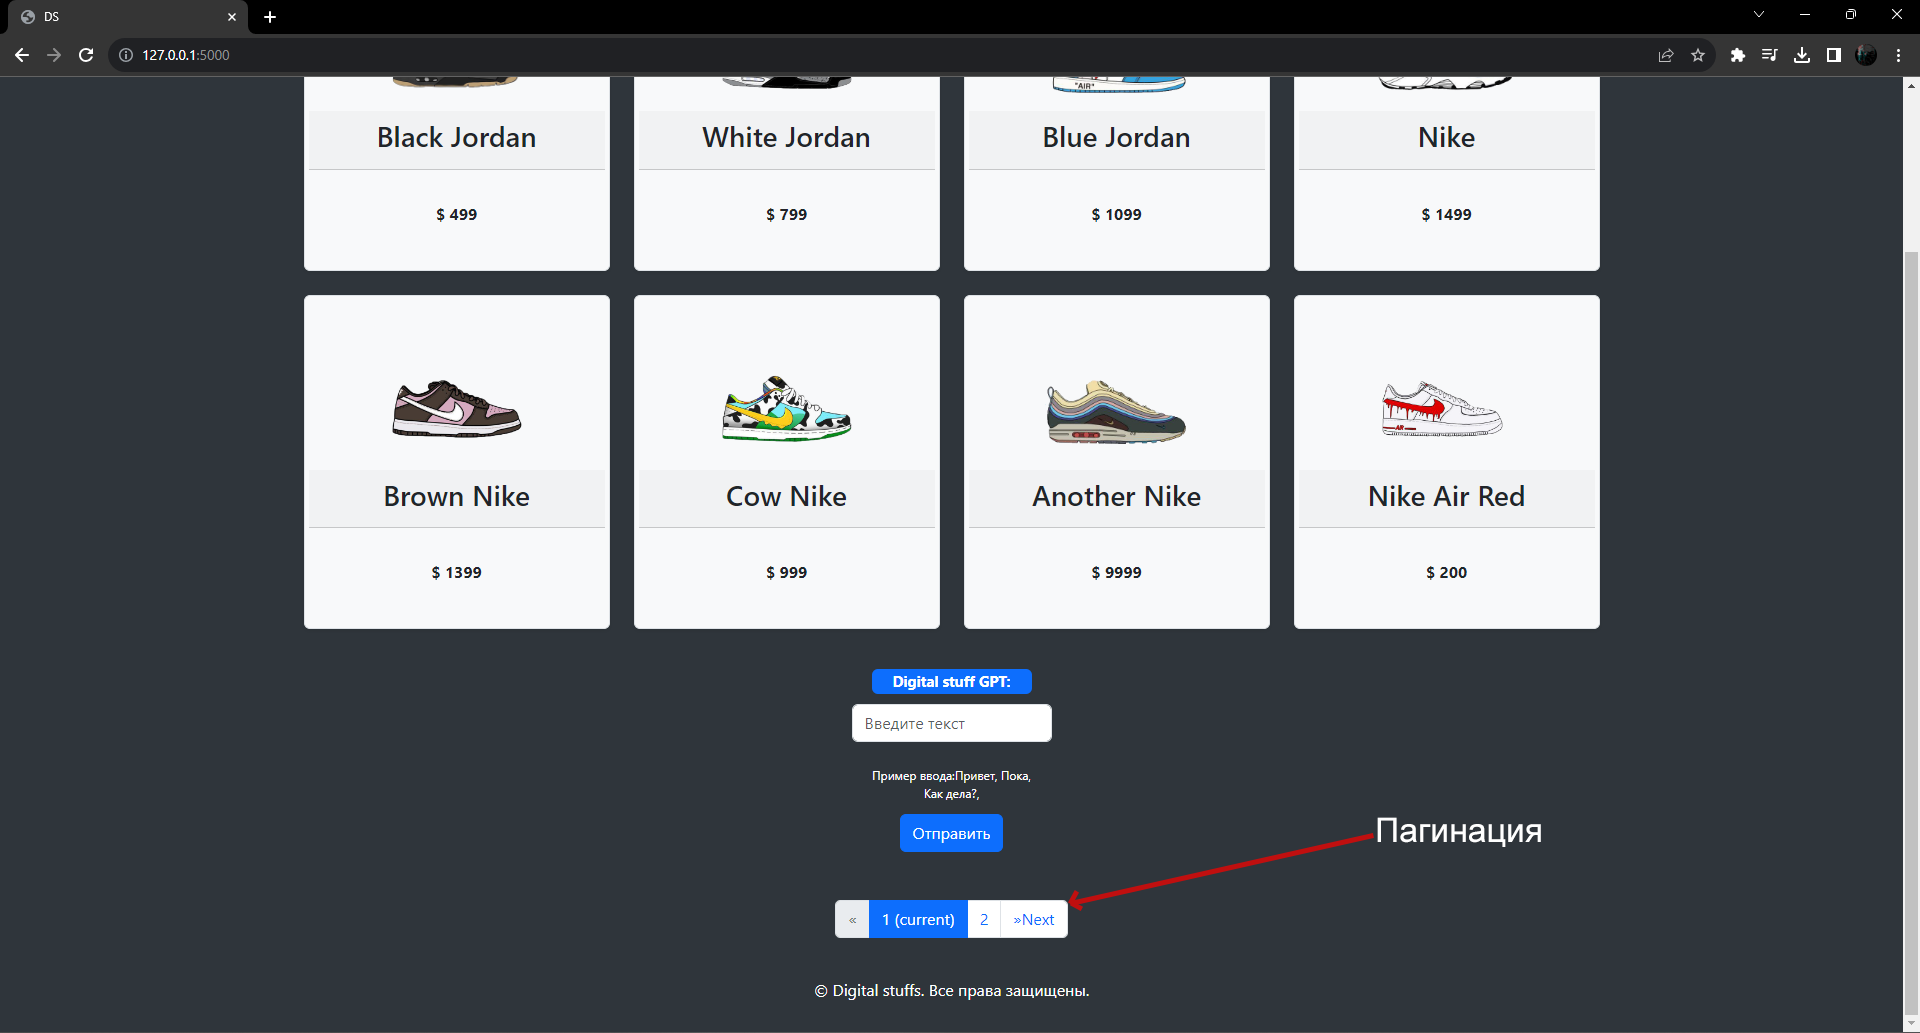 DS
127.0.0.1:5000
"AIR"
Black Jordan
White Jordan
Blue Jordan
Nike
$ 499
$ 799
$ 1099
$ 1499
AIR
Brown Nike
Cow Nike
Another Nike
Nike Air Red
$ 1399
$ 999
$ 9999
$ 200
Digital stuff GPT:
Введите текст
Пример ввода:Привет, Пока,
Как дела?,
Отправить
Пагинация
« 1 (current) 2 »Next
© Digital stuffs. Все права защищены.